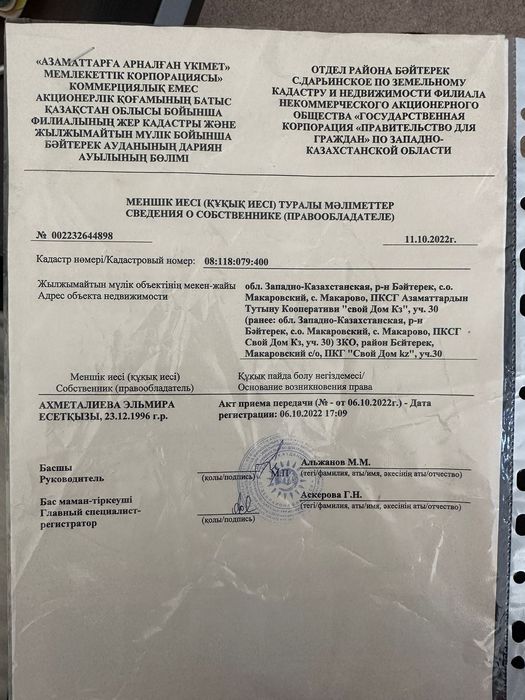 «АЗАМАТТАРҒА АРНАЛҒАН ҮКІМЕТ»
МЕМЛЕКЕТТІК КОРПОРАЦИЯСЫ»
КОММЕРЦИЯЛЫҚ ЕМЕС
АКЦИОНЕРЛІК ҚОҒАМЫНЫҢ БАТЫС
ҚАЗАҚСТАН ОБЛЫСЫ БОЙЫНША
ФИЛИАЛЫНЫҢ ЖЕР КАДАСТРЫ ЖӘНЕ
ЖЫЛЖЫМАЙТЫН МҮЛІК БОЙЫНША
БӘЙТЕРЕК АУДАНЫНЫҢ ДАРИЯН
АУЫЛЫНЫҢ БӨЛІМІ
ОТДЕЛ РАЙОНА БӘЙТЕРЕК
С.ДАРЬИНСКОЕ ПО ЗЕМЕЛЬНОМУ
КАДАСТРУ И НЕДВИЖИМОСТИ ФИЛИАЛА
НЕКОММЕРЧЕСКОГО АКЦИОНЕРНОГО
ОБЩЕСТВА «ГОСУДАРСТВЕННАЯ
КОРПОРАЦИЯ «ПРАВИТЕЛЬСТВО ДЛЯ
ГРАЖДАН» ПО ЗАПАДНО-
КАЗАХСТАНСКОЙ ОБЛАСТИ
МЕНШІК ИЕСІ (ҚҰҚЫҚ ИЕСІ) ТУРАЛЫ МӘЛІМЕТТЕР
СВЕДЕНИЯ О СОБСТВЕННИКЕ (ПРАВООБЛАДАТЕЛЕ)
№ 002232644898
11.10.2022г.
Кадастр нөмері/Кадастровый номер: 08:118:079:400
Жылжымайтын мүлік объектінің мекен-жайы
Адрес объекта недвижимости
обл. Западно-Казахстанская, р-н Бәйтерек, с.о.
Макаровский, с. Макарово, ПКСГ Азаматтардын
Тутыну Кооперативи "свой Дом Kз", уч. 30
(ранее: обл. Западно-Казахстанская, р-н
Бәйтерек, с.о. Макаровский, с. Макарово, ПКСГ
Свой Дом Кз, уч. 30) ЗКО, район Бєйтерек,
Макаровский с/о, ПКГ "Свой Дом kz", уч.30
Меншік иесі (құқық иесі)
Собственник (правообладатель)
Құқық пайда болу негіздемесі/
Основание возникновения права
АХМЕТАЛИЕВА ЭЛЬМИРА
ЕСЕТҚЫЗЫ, 23.12.1996 г.р.
Акт приема передачи (№ - от 06.10.2022г.) - Дата
регистрации: 06.10.2022 17:09
Басшы
Руководитель
(қолы/подпись)
М.П.
Альжанов М.М.
(тегі/фамилия, аты/имя, әкесінің аты/отчество)
Бас маман-тіркеуші
Главный специалист-
регистратор
(қолы/подпись)
Аскерова Г.Н.
(тегі/фамилия, аты/имя, әкесінің аты/отчество)